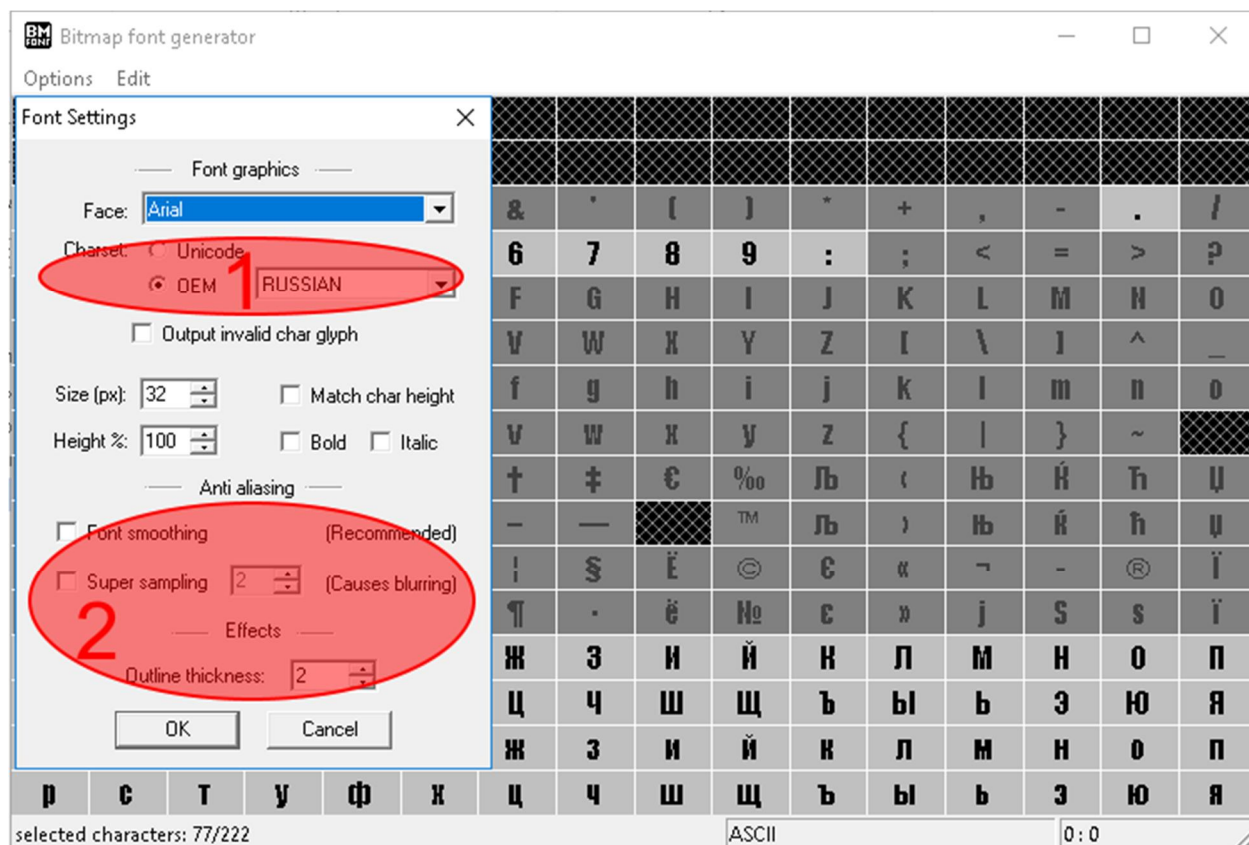 BM
FONT
Bitmap font generator
Options Edit
Font Settings
Font graphics
Face: Arial
Charset: Unicode
OEM RUSSIAN
1
Output invalid char glyph
Size (px): 32 Match char height
Height %: 100 Bold Italic
Anti aliasing
Font smoothing (Recommended)
Super sampling 2 (Causes blurring)
2
Effects
Outline thickness: 2
OK Cancel
& ' ( ) * + , - . /
6 7 8 9 : ; < = > ?
F G H I J K L M N O
V W X Y Z [ \ ] ^ _
f g h i j k l m n o
v w x y z { | } ~
† ‡ € ‰ Љ ‹ Њ Ќ Ћ Џ
– — ™ љ › њ ќ ћ џ
¦ § Ё © Є « ¬ - ® Ї
¶ · ё № є » ј Ѕ ѕ ї
Ж З И Й К Л М Н О П
Ц Ч Ш Щ Ъ Ы Ь Э Ю Я
ж з и й к л м н о п
р с т у ф х ц ч ш щ ъ ы ь э ю я
selected characters: 77/222 ASCII 0 : 0